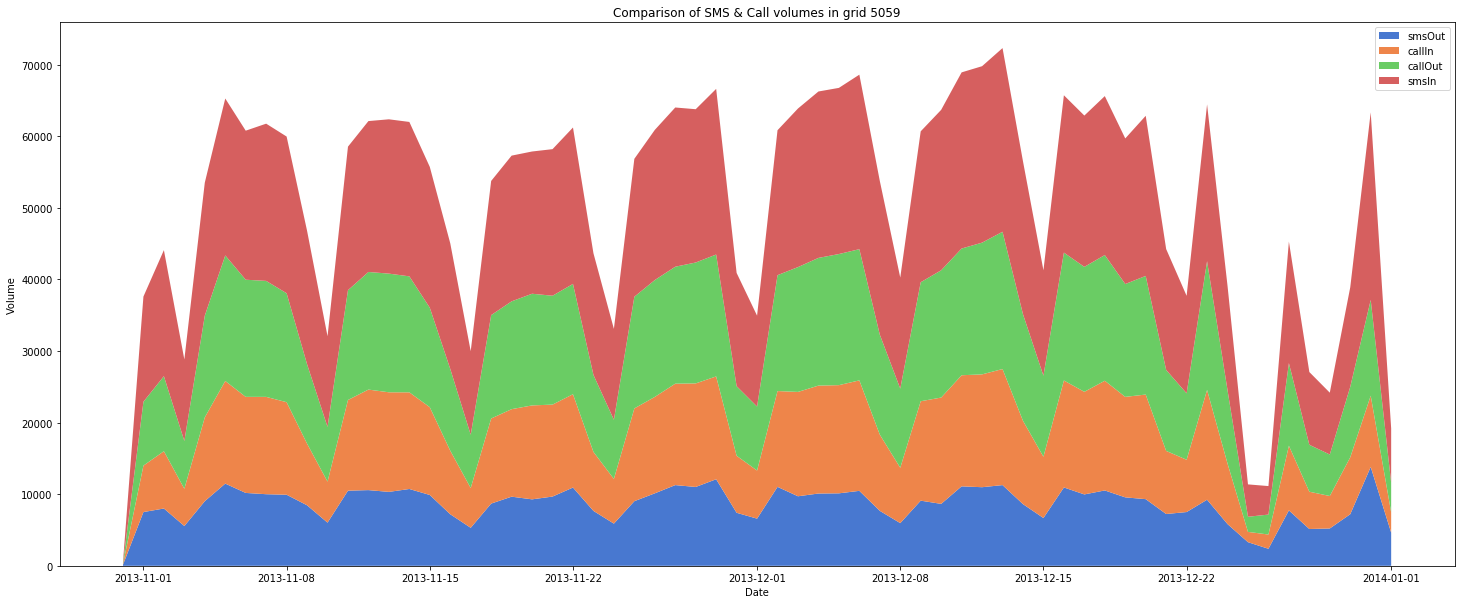 Comparison of SMS & Call volumes in grid 5059
smsOut
callIn
callOut
smsIn
Volume
70000
60000
50000
40000
30000
20000
10000
0
2013-11-01 2013-11-08 2013-11-15 2013-11-22 2013-12-01 2013-12-08 2013-12-15 2013-12-22 2014-01-01
Date